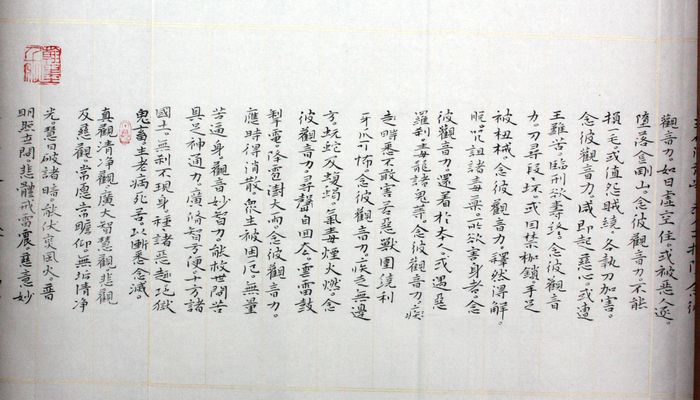 觀音力。如日虛空住。或被惡人逐。
墮落金剛山。念彼觀音力。不能
損一毛。或值怨賊繞。各執刀加害。
念彼觀音力。咸即起慈心。或遭
王難苦。臨刑欲壽終。念彼觀音
力。刀尋段〻坏。或囚禁枷鎖。手足
被杻械。念彼觀音力。釋然得解。
脫。咒詛諸毒藥。所欲害身者。念
彼觀音力。還著於本人。或遇惡
羅剎。毒龍諸鬼等。念彼觀音力。疾
走時悉不敢害。若惡獸圍繞利
牙爪可怖。念彼觀音力。疾走無邊
方。蚖蛇及蝮蝎。氣毒煙火燃。念
彼觀音力。尋聲自回去。雲雷鼓
掣電。降雹澍大雨。念彼觀音力。
應時得消散。眾生被困厄。無量
苦逼身。觀音妙智力。能救世間苦
具足神通力。廣修智方便。十方諸
國土。無剎不現身。種〻諸惡趣。地獄
鬼畜。生老病死苦。以漸悉念滅。
真觀清淨觀。廣大智慧觀。悲觀
及慈觀。常願常瞻仰。無垢清淨
光。慧日破諸暗。能伏災風火。普
明照世間。悲體戒雷震。慈意妙